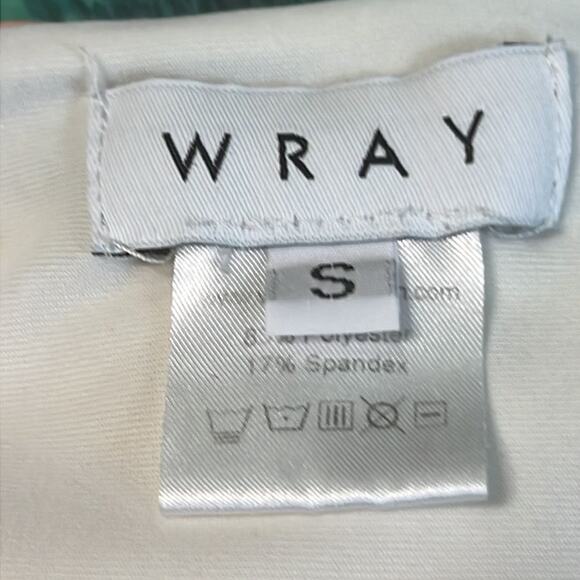 WRAY
S
.com
Polyester
17% Spandex